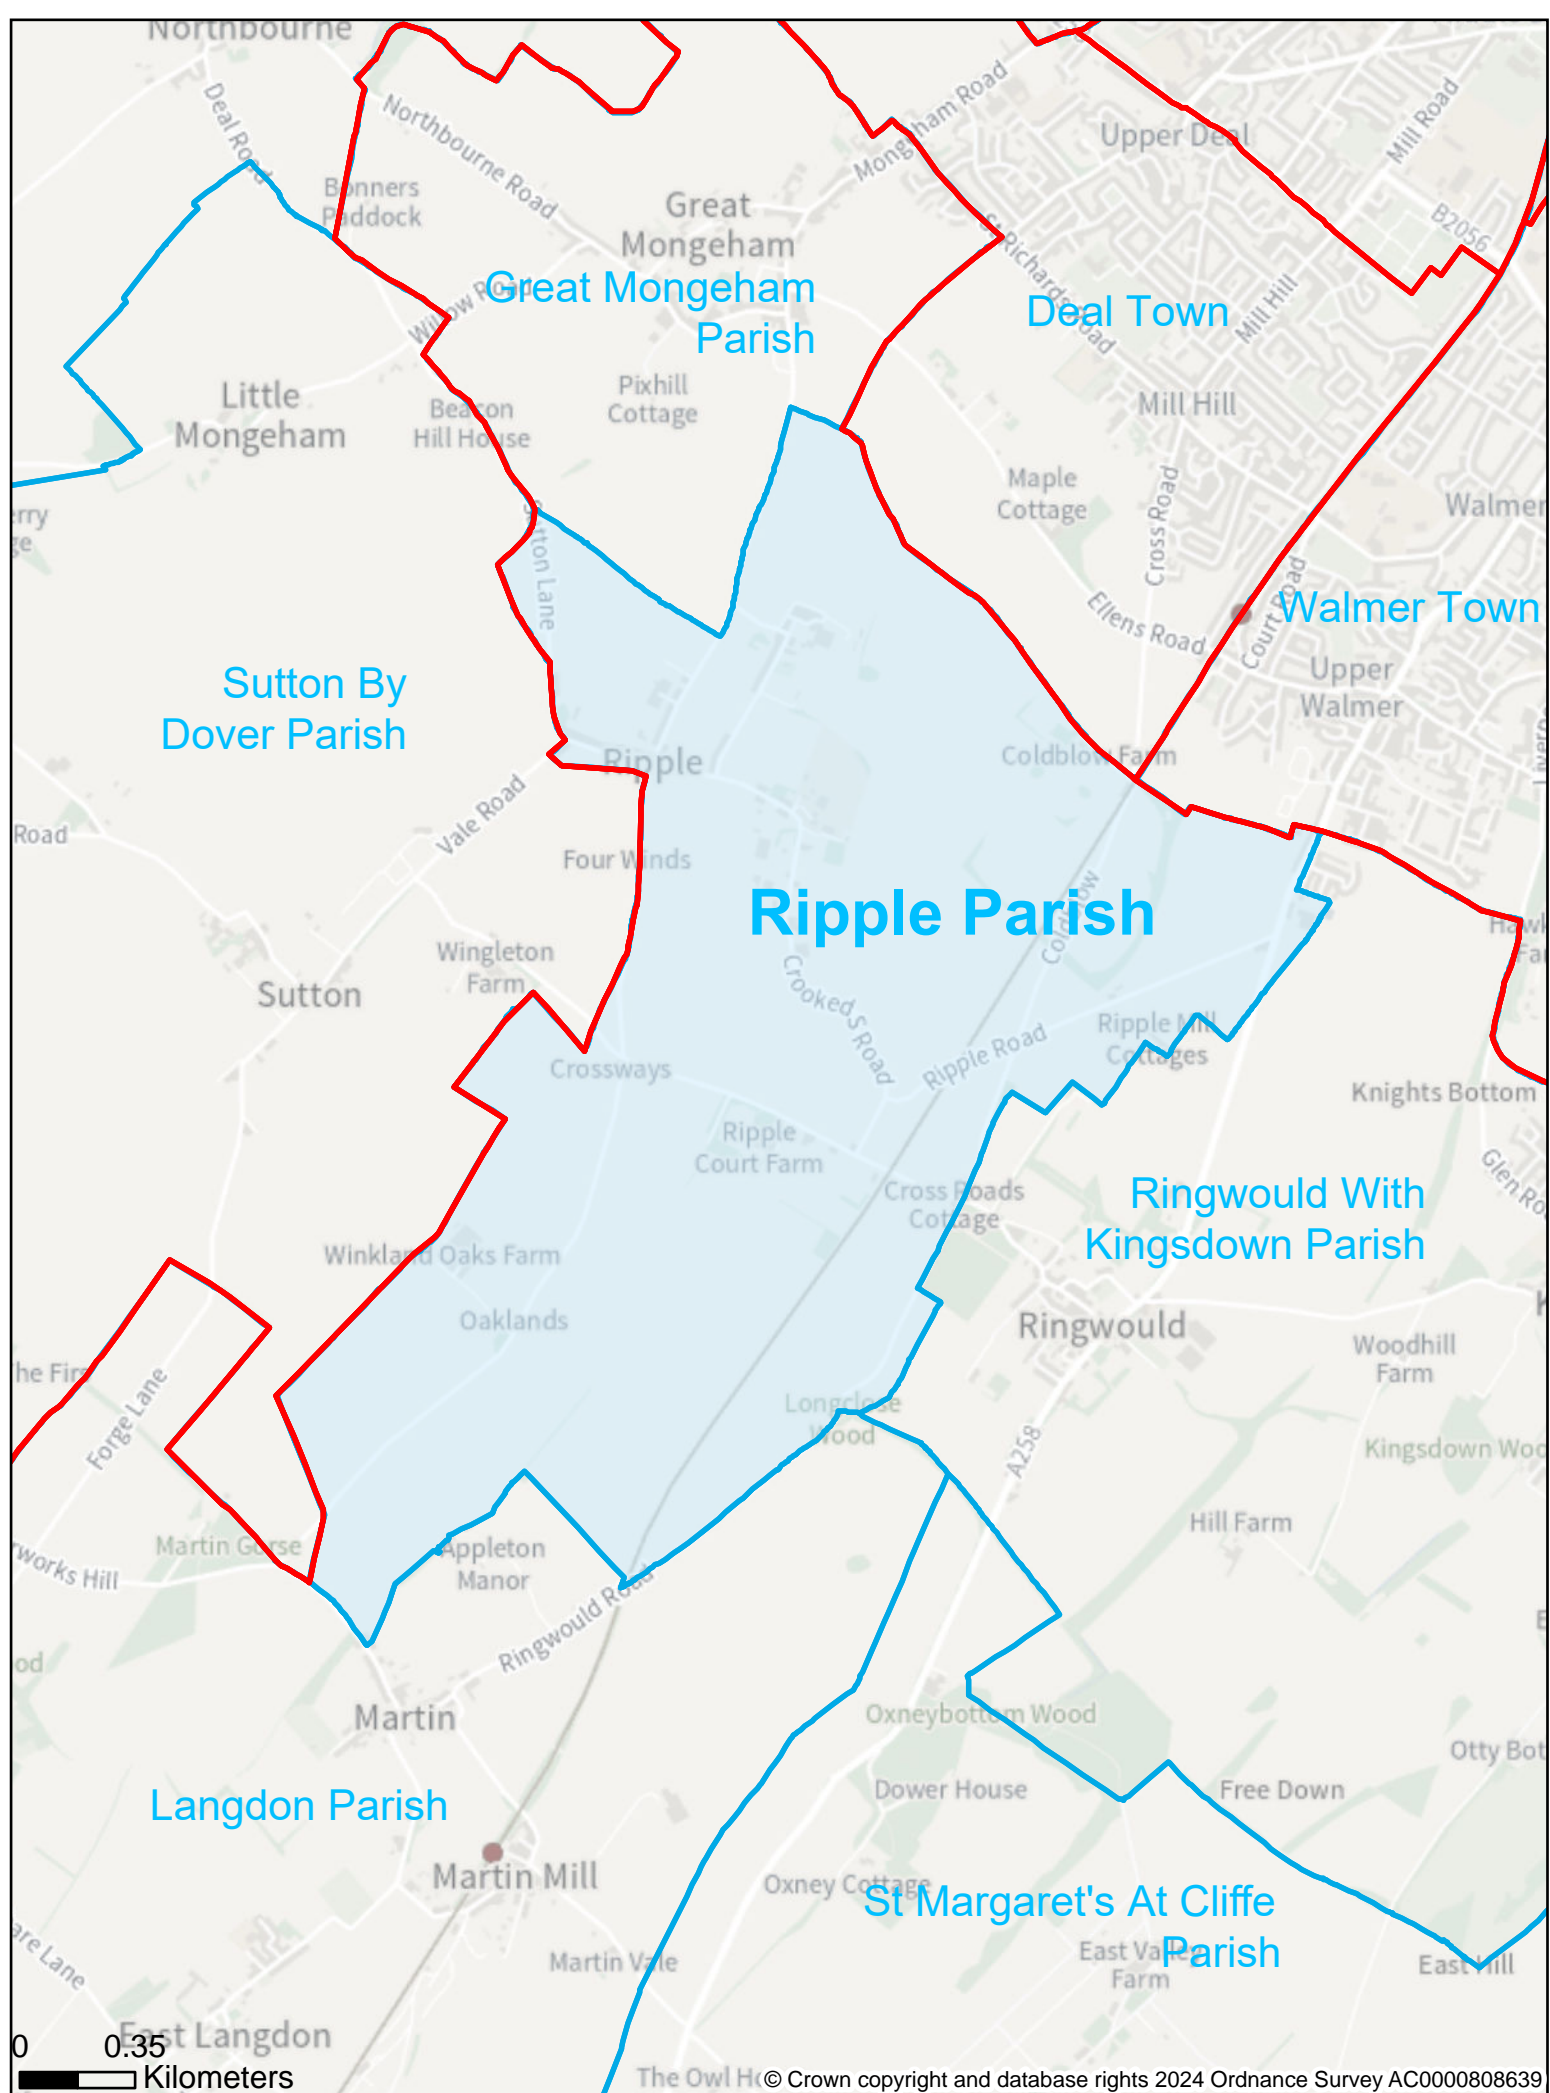 Northbourne
Deal Road
Northbourne Road
Mongeham Road
Upper Deal
Mill Road
Bonners
Paddock
Great
Mongeham
St Richards Road
B2056
Willow Road
Great Mongeham
Parish
Deal Town
Mill Hill
Little
Mongeham
Beacon
Hill House
Pixhill
Cottage
Mill Hill
Maple
Cottage
Cross Road
Walmer
Sutton Lane
Ellens Road
Court Road
Walmer Town
Upper
Walmer
Sutton By
Dover Parish
Ripple
Coldblow Farm
Road
Vale Road
Four Winds
Ripple Parish
Coldblow
Wingleton
Farm
Sutton
Crooked S Road
Ripple Road
Ripple Mill
Cottages
Crossways
Knights Bottom
Ripple
Court Farm
Cross Roads
Cottage
Ringwould With
Kingsdown Parish
Winkland Oaks Farm
Oaklands
Ringwould
Woodhill
Farm
Forge Lane
Longclose
Wood
A258
Hill Farm
Martin Gorse
Appleton
Manor
Ringwould Road
Martin
Oxneybottom Wood
Dower House
Free Down
Langdon Parish
Martin Mill
Oxney Cottage
St Margaret's At Cliffe
Parish
East Valley
Farm
East Hill
Martin Vale
East Langdon
0 0.35
Kilometers
© Crown copyright and database rights 2024 Ordnance Survey AC0000808639